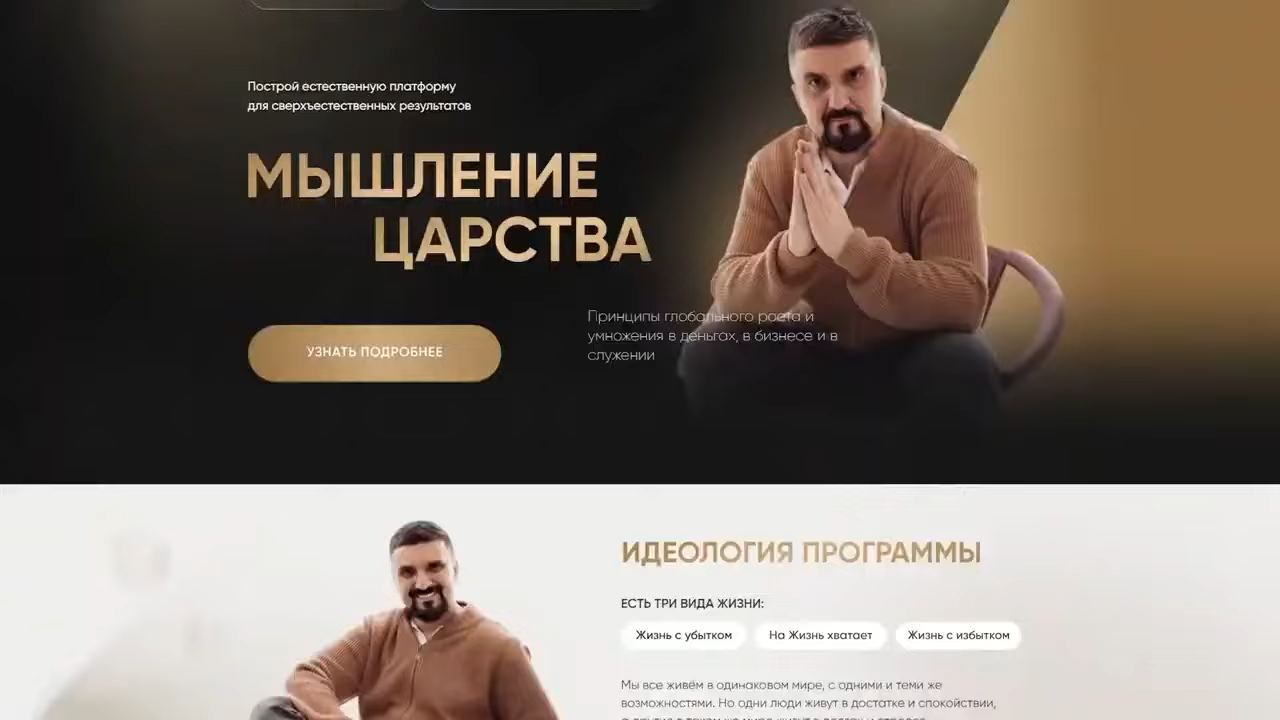 Построй естественную платформу
для сверхъестественных результатов
МЫШЛЕНИЕ
ЦАРСТВА
Принципы глобального роста и
умножения в деньгах, в бизнесе и в
служении
УЗНАТЬ ПОДРОБНЕЕ
ИДЕОЛОГИЯ ПРОГРАММЫ
ЕСТЬ ТРИ ВИДА ЖИЗНИ:
Жизнь с убытком
На Жизнь хватает
Жизнь с избытком
Мы все живём в одинаковом мире, с одними и теми же
возможностями. Но одни люди живут в достатке и спокойствии,